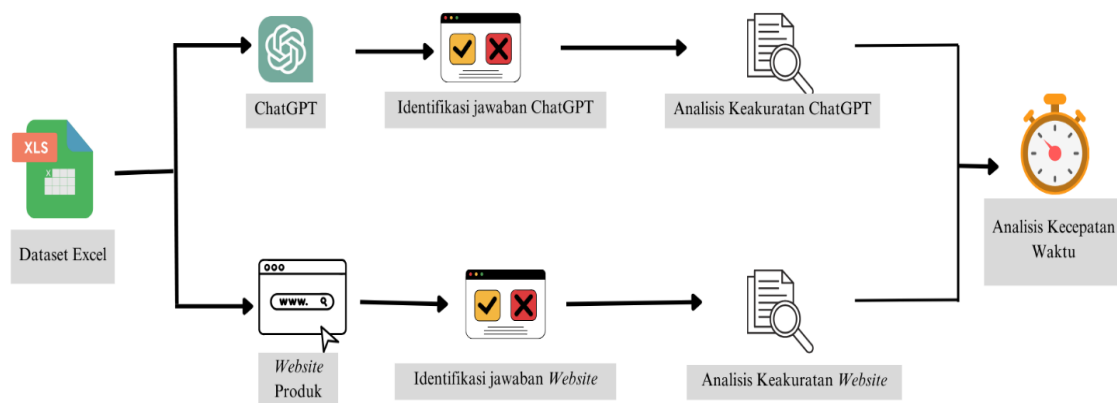 ChatGPT
Identifikasi jawaban ChatGPT
Analisis Keakuratan ChatGPT
XLS
X
Dataset Excel
Analisis Kecepatan
Waktu
www.
Website
Produk
Identifikasi jawaban Website
Analisis Keakuratan Website